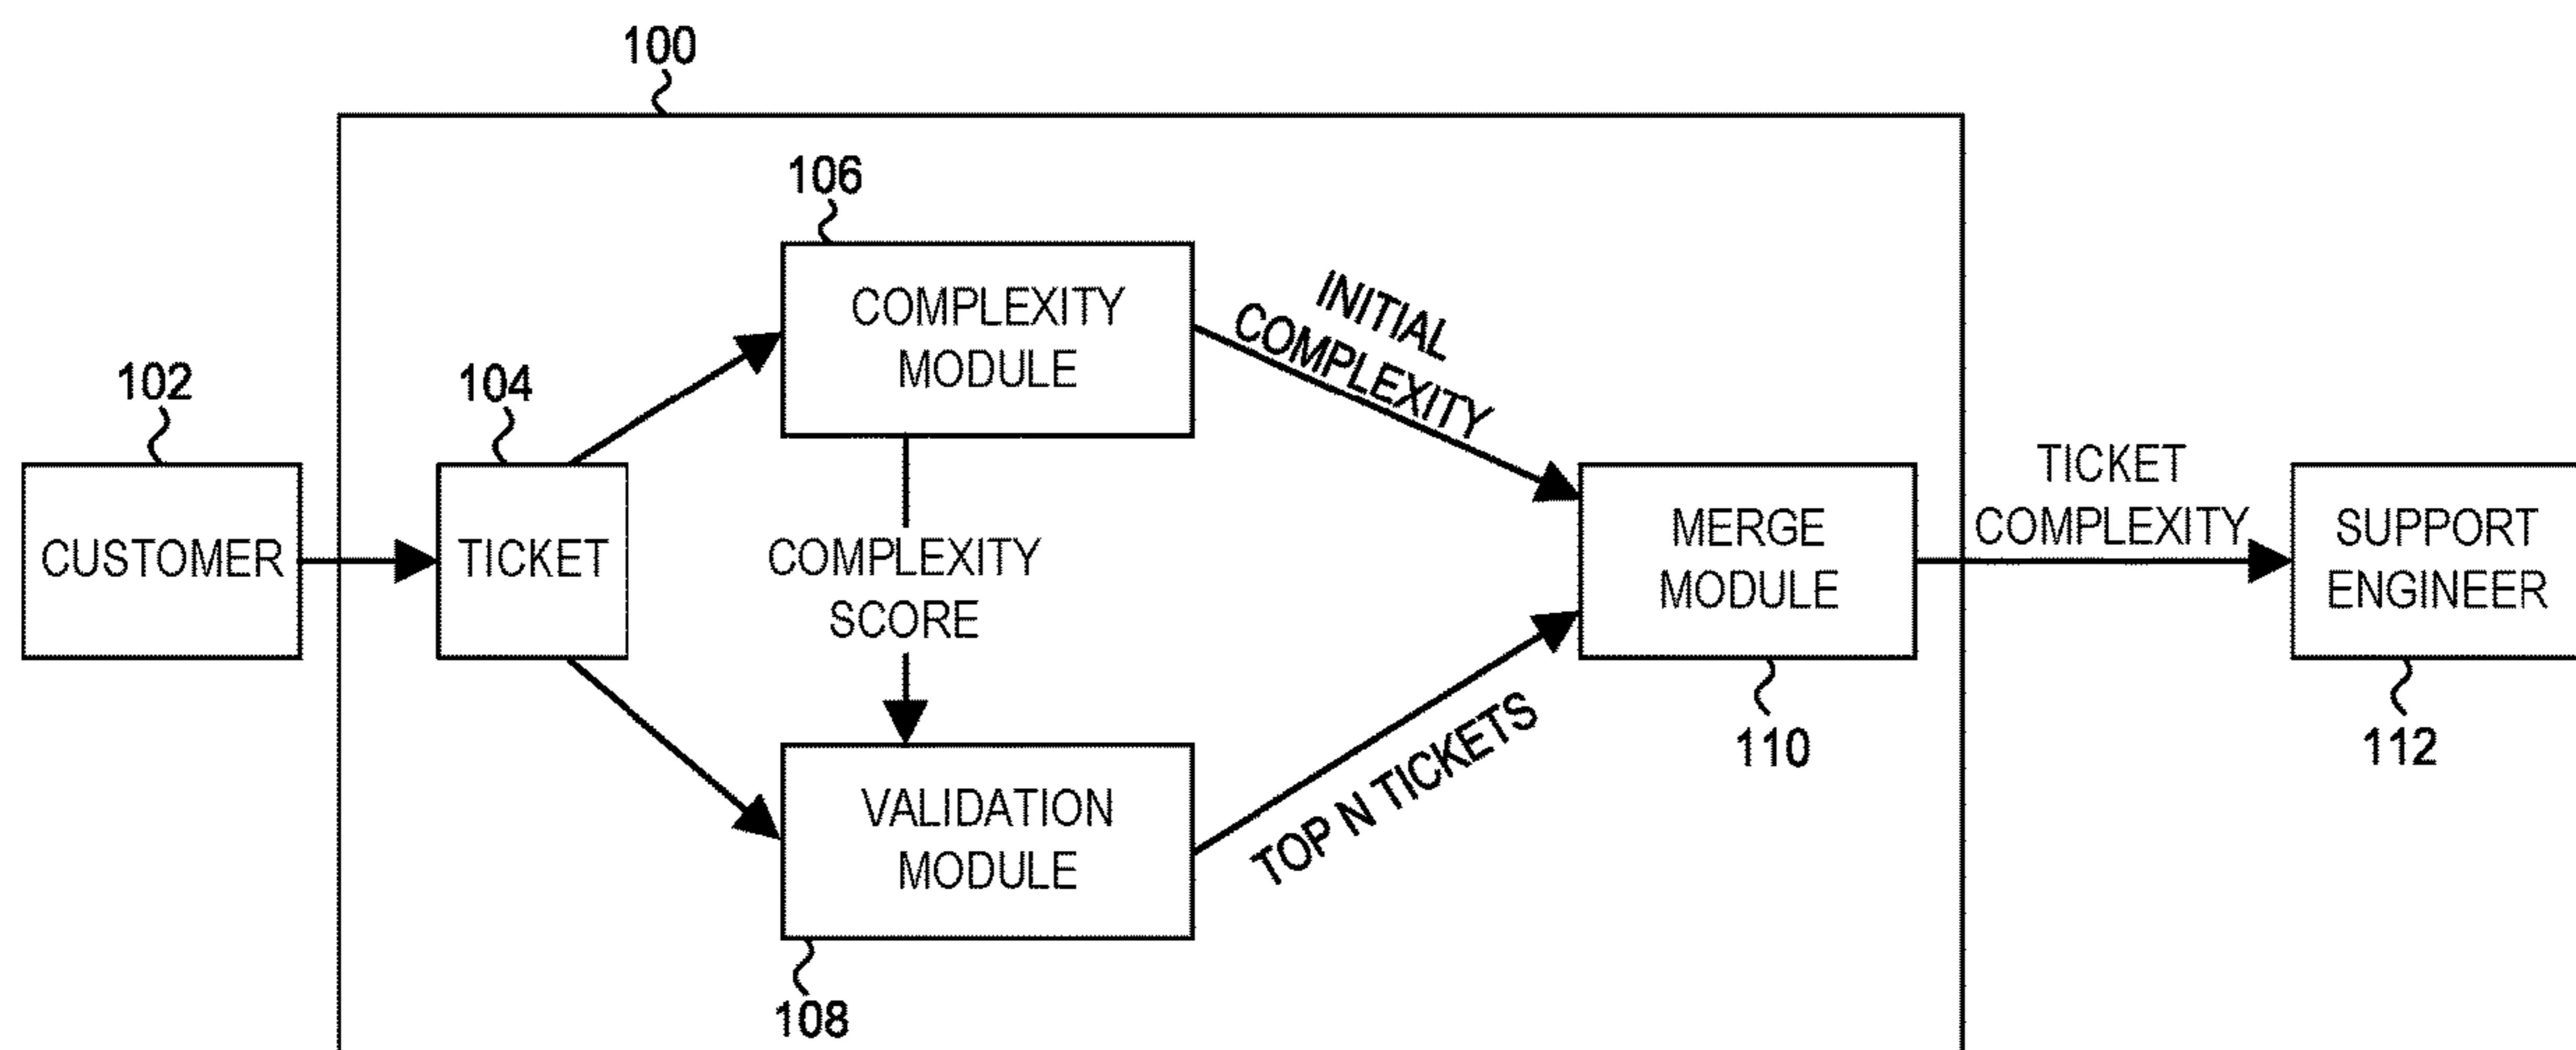 100
106
COMPLEXITY
MODULE
INITIAL
COMPLEXITY
102
104
CUSTOMER
TICKET
COMPLEXITY
SCORE
MERGE
MODULE
TICKET
COMPLEXITY
SUPPORT
ENGINEER
110
112
VALIDATION
MODULE
TOP N TICKETS
108